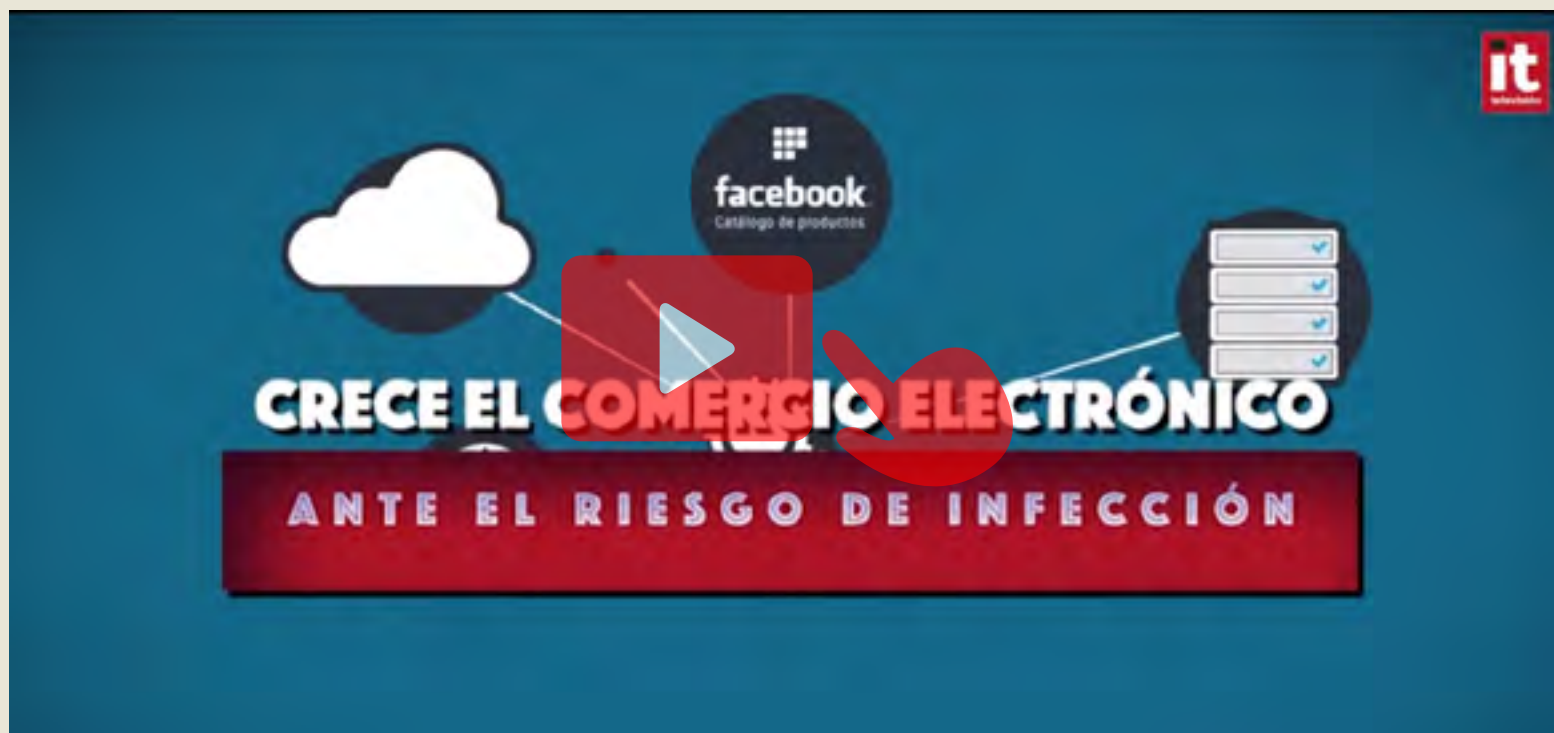 it
facebook
Catálogo de productos
CRECE EL COMERCIO ELECTRÓNICO
ANTE EL RIESGO DE INFECCIÓN